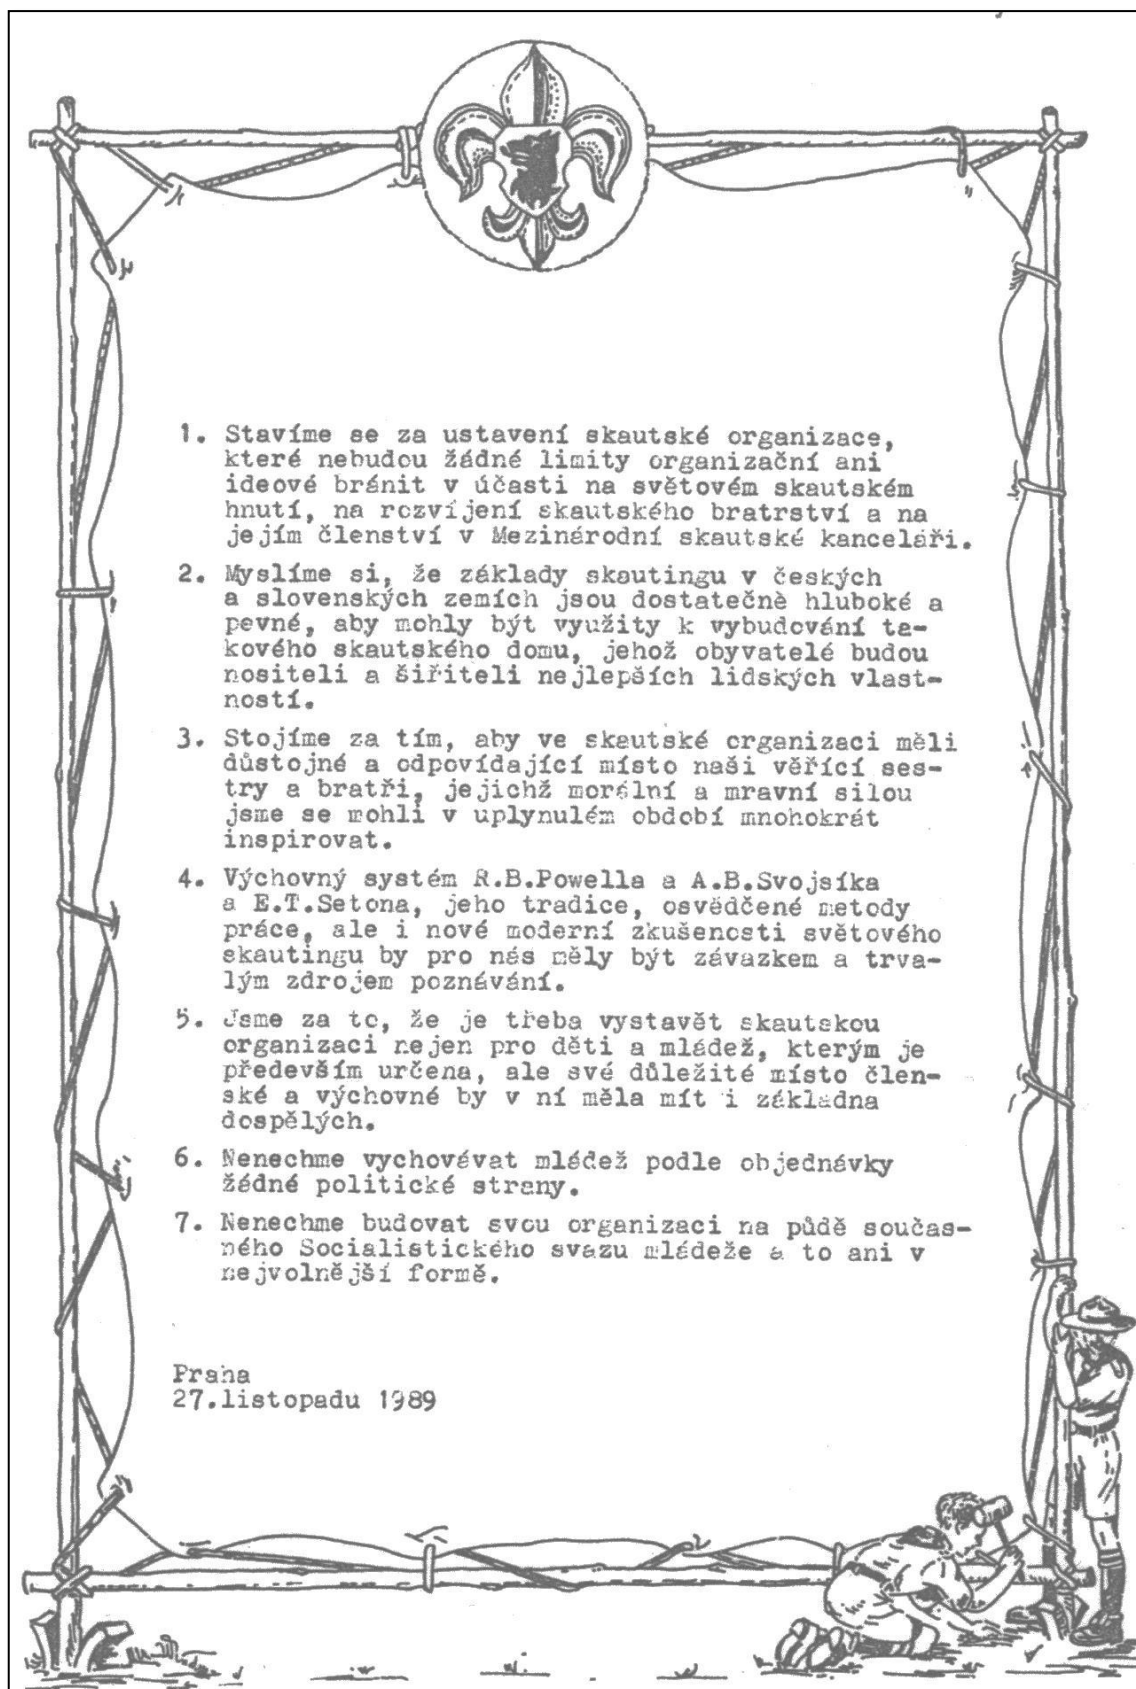 1. Stavíme se za ustavení skautské organizace,
které nebudou žádné limity organizační ani
ideové bránit v účasti na světovém skautském
hnutí, na rozvíjení skautského bratrství a na
jejím členství v Mezinárodní skautské kanceláři.
2. Myslíme si, že základy skautingu v českých
a slovenských zemích jsou dostatečně hluboké a
pevné, aby mohly být využity k vybudování ta-
kového skautského domu, jehož obyvatelé budou
nositeli a šiřiteli nejlepších lidských vlast-
ností.
3. Stojíme za tím, aby ve skautské organizaci měli
důstojné a odpovídající místo naši věřící ses-
try a bratři, jejichž morální a mravní silou
jsme se mohli v uplynulém období mnohokrát
inspirovat.
4. Výchovný systém R.B.Powella a A.B.Svojsíka
a E.T.Setona, jeho tradice, osvědčené metody
práce, ale i nové moderní zkušenosti světového
skautingu by pro nás měly být závazkem a trva-
lým zdrojem poznávání.
5. Jsme za to, že je třeba vystavět skautskou
organizaci nejen pro děti a mládež, kterým je
především určena, ale své důležité místo člen-
ské a výchovné by v ní měla mít i základna
dospělých.
6. Nenechme vychovávat mládež podle objednávky
žádné politické strany.
7. Nenechme budovat svou organizaci na půdě součas-
ného Socialistického svazu mládeže a to ani v
nejvolnější formě.
Praha
27.listopadu 1989